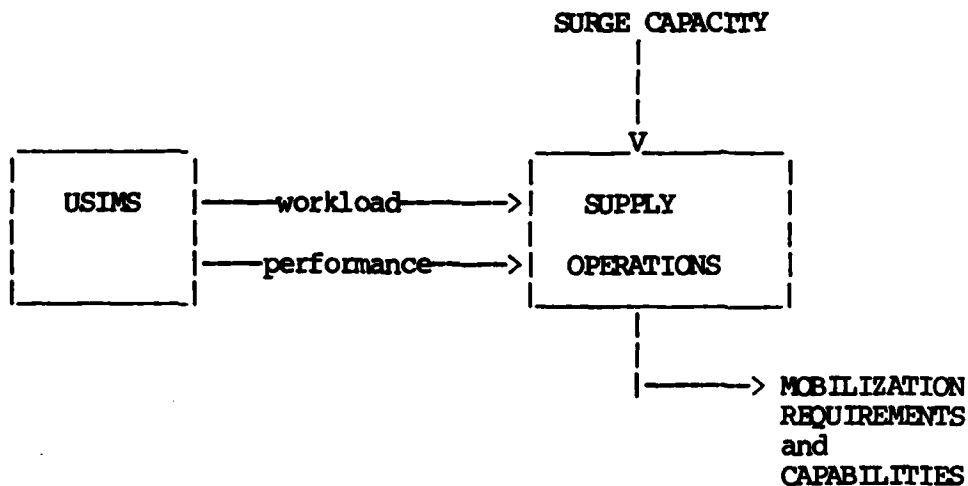 SURGE CAPACITY
USIMS
workload
SUPPLY
performance
OPERATIONS
MOBILIZATION
REQUIREMENTS
and
CAPABILITIES